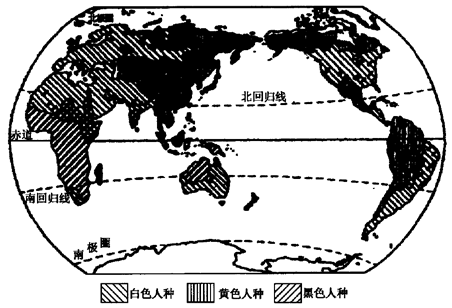 北极圈
北回归线
赤道
南回归线
南极圈
白色人种 黄色人种 黑色人种